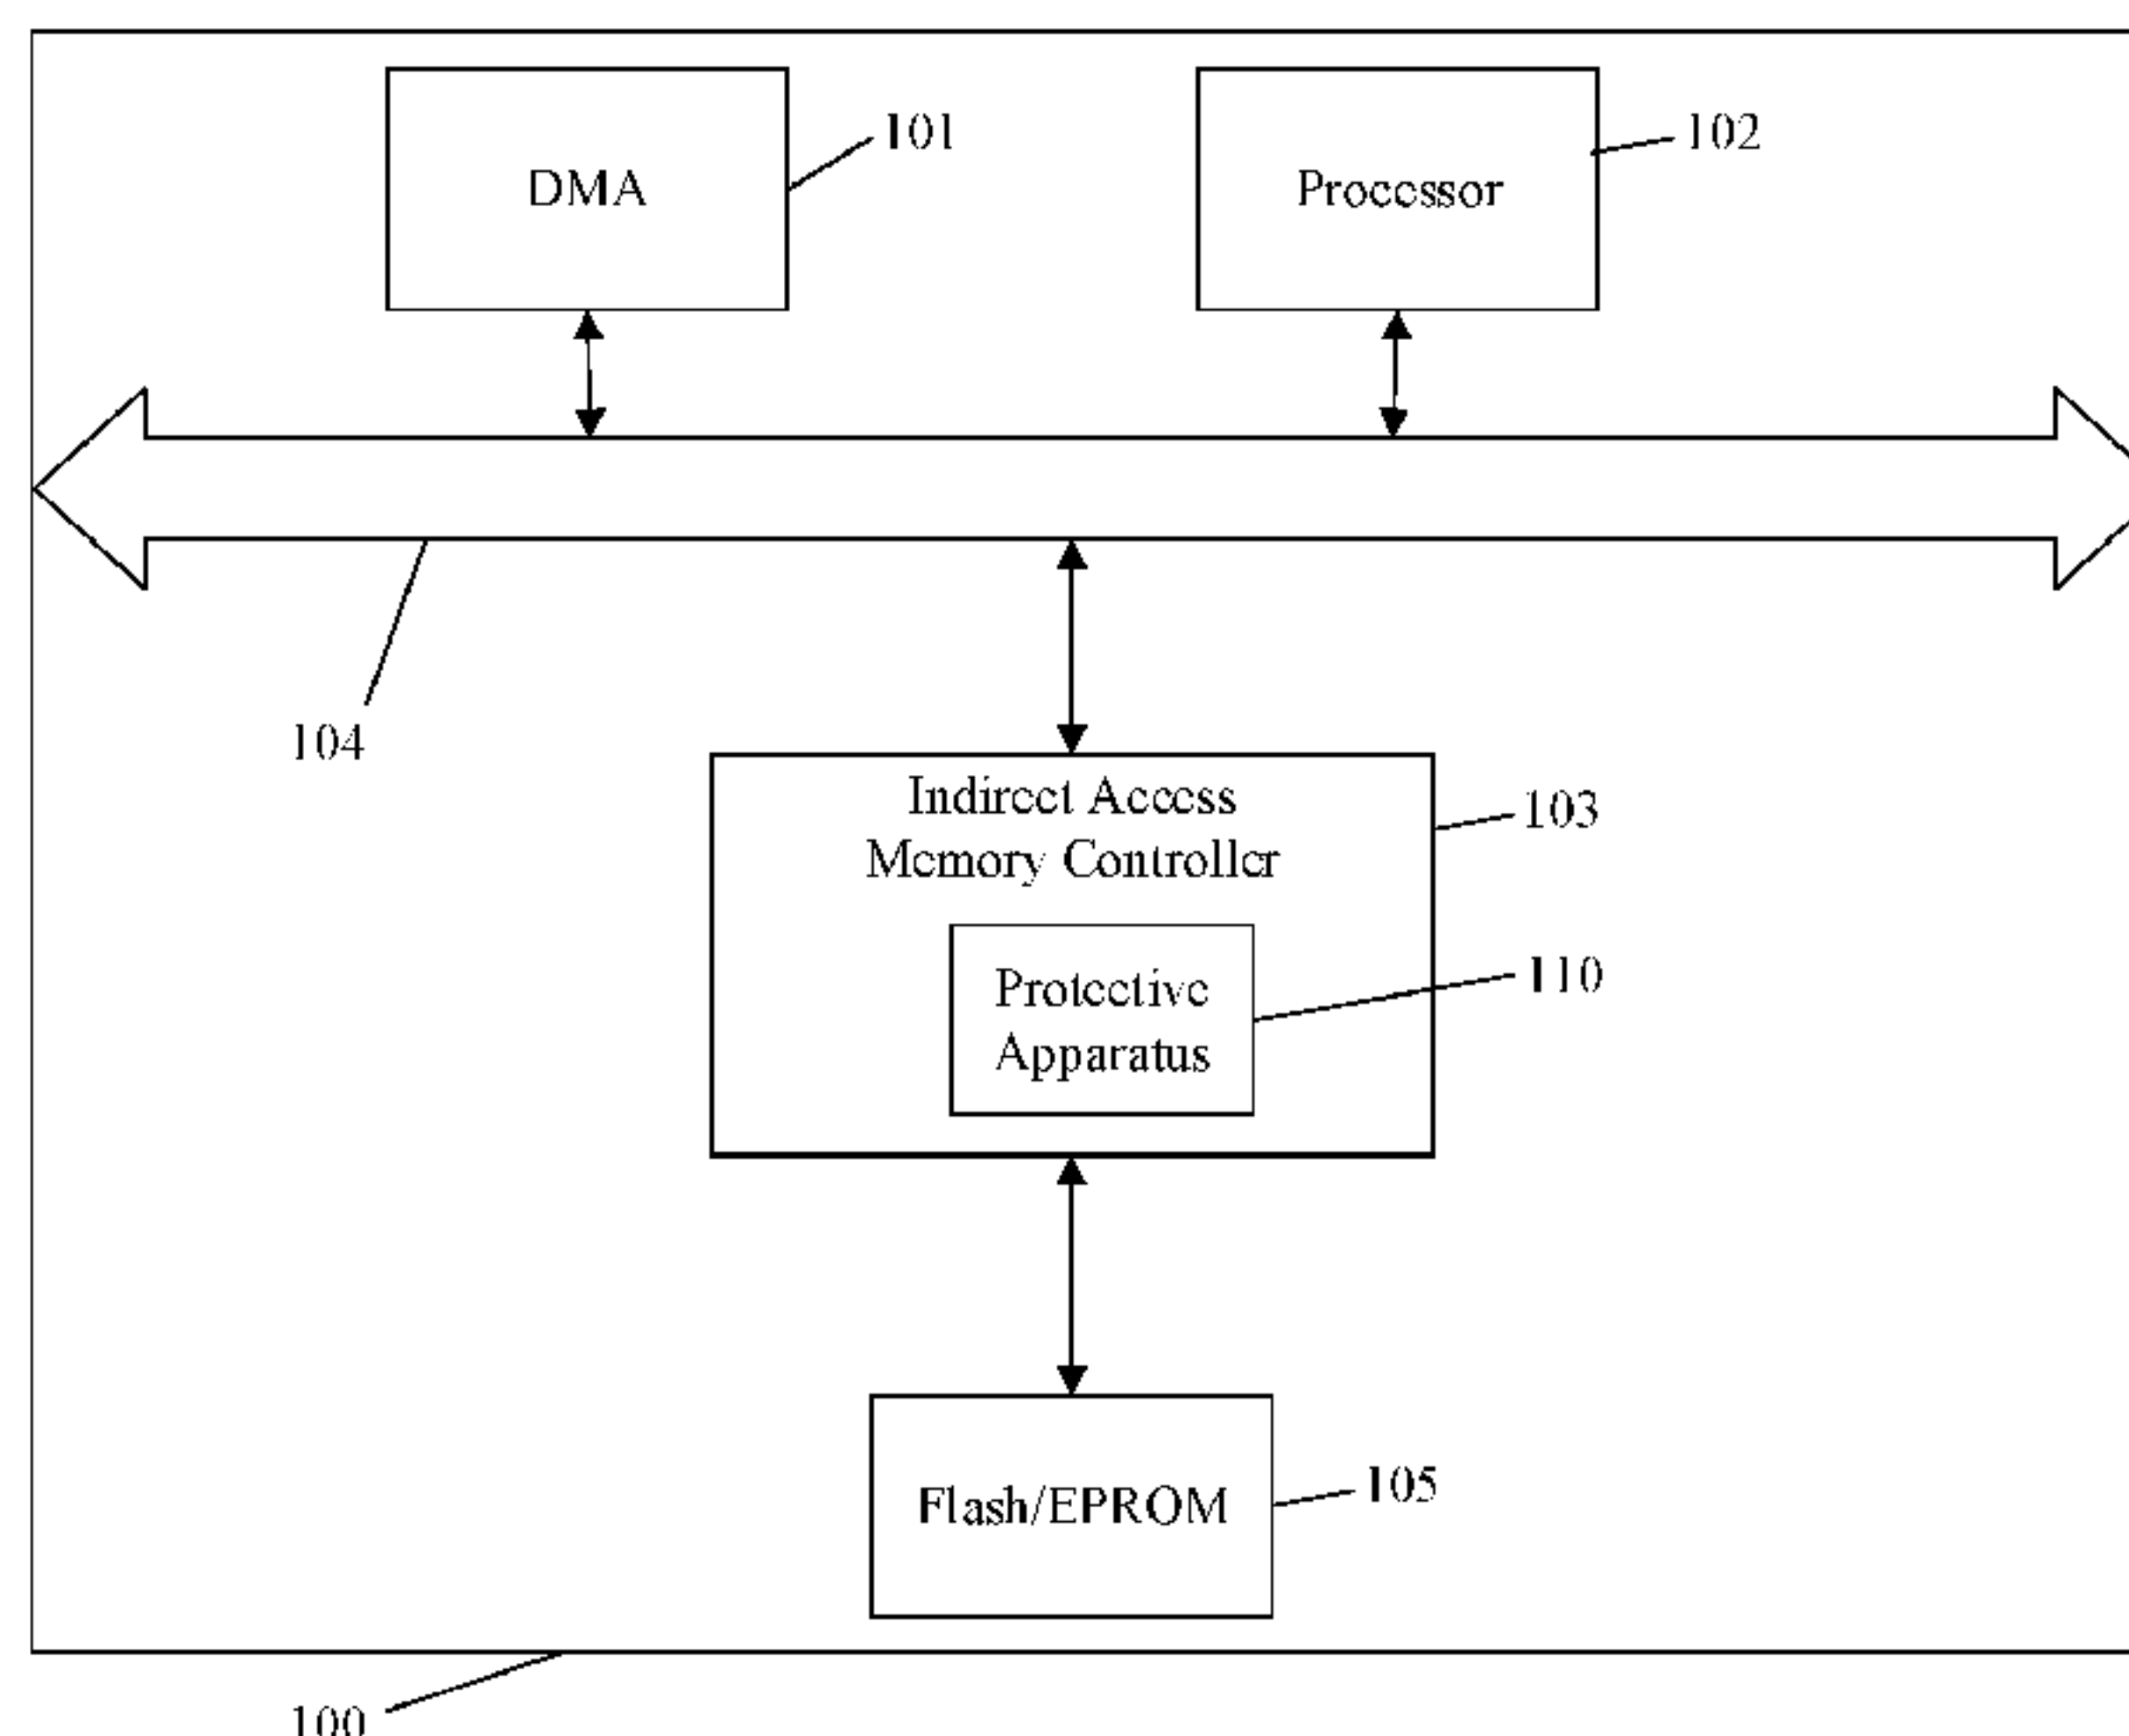 101
102
DMA
Processor
104
Indirect Access
Memory Controller
103
Protective
Apparatus
110
Flash/EPROM
105
100